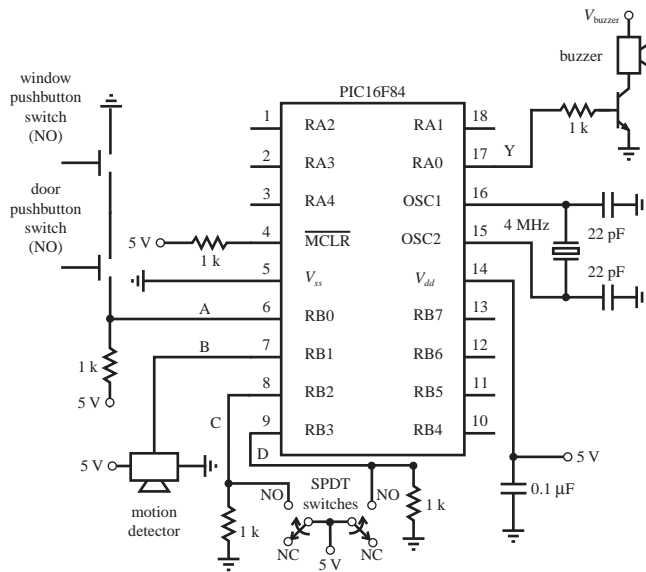 V_buzzer
buzzer
window
pushbutton
switch
(NO)
PIC16F84
1 RA2 RA1 18
1 k
2 RA3 RA0 17 Y
door
pushbutton
switch
(NO)
3 RA4 OSC1 16
5 V 1 k 4 M̅C̅L̅R̅ OSC2 15 4 MHz 22 pF
5 V_ss V_dd 14 22 pF
A 6 RB0 RB7 13
B 7 RB1 RB6 12
1 k
5 V
C 8 RB2 RB5 11
9 RB3 RB4 10
D
5 V
motion
detector
1 k
NO SPDT
switches
NO
1 k
NC 5 V NC
5 V
0.1 μF